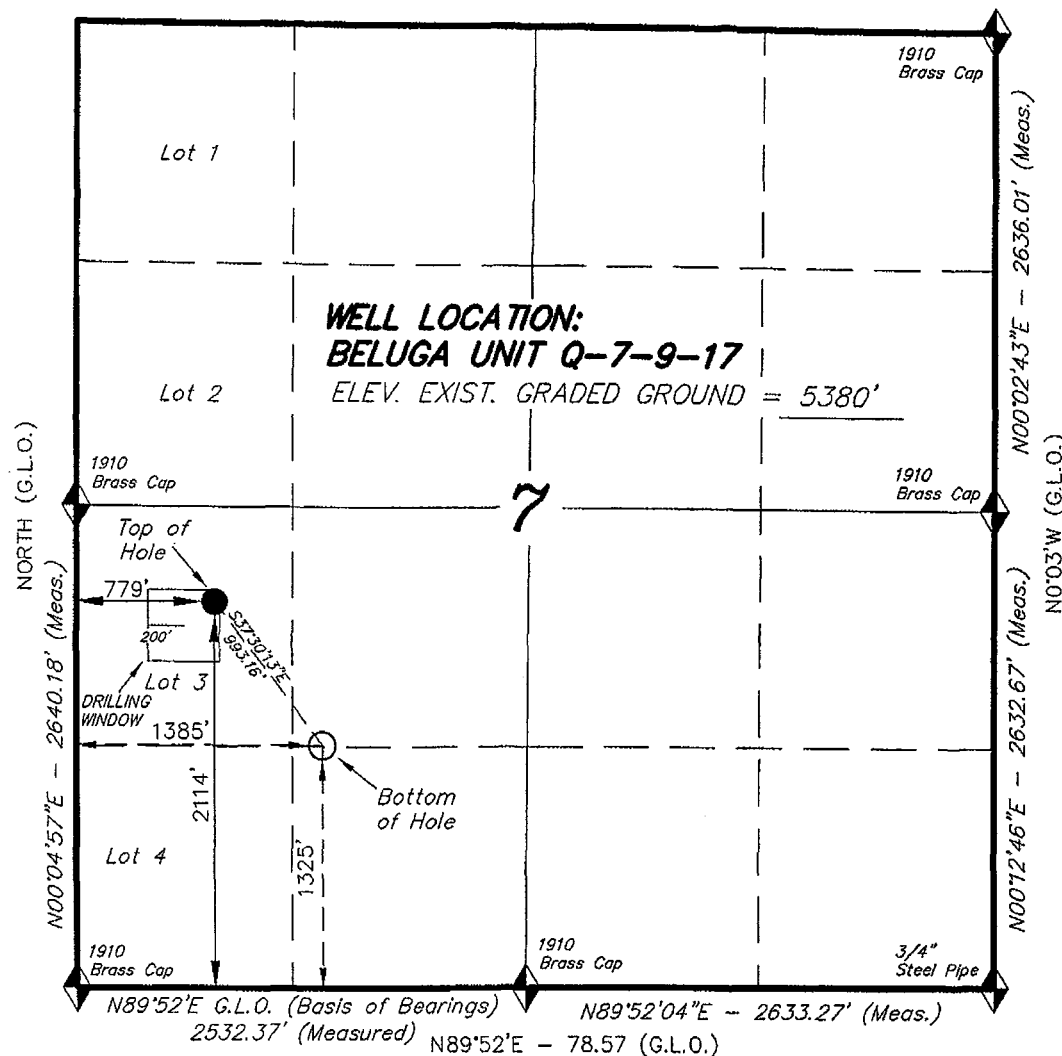 1910
Brass Cap
Lot 1
N00°02'43"E - 2636.01' (Meas.)
WELL LOCATION:
BELUGA UNIT Q-7-9-17
ELEV. EXIST. GRADED GROUND = 5380'
Lot 2
NORTH (G.L.O.)
1910
Brass Cap
1910
Brass Cap
7
N0°03'W (G.L.O.)
Top of
Hole
779'
200'
S37°30'13"E
993.16'
Lot 3
DRILLING
WINDOW
1385'
2114'
N00°04'57"E - 2640.18' (Meas.)
N00°12'46"E - 2632.67' (Meas.)
Bottom
of Hole
1325'
Lot 4
1910
Brass Cap
1910
Brass Cap
3/4"
Steel Pipe
N89°52'E G.L.O. (Basis of Bearings)
2532.37' (Measured)
N89°52'04"E - 2633.27' (Meas.)
N89°52'E - 78.57 (G.L.O.)